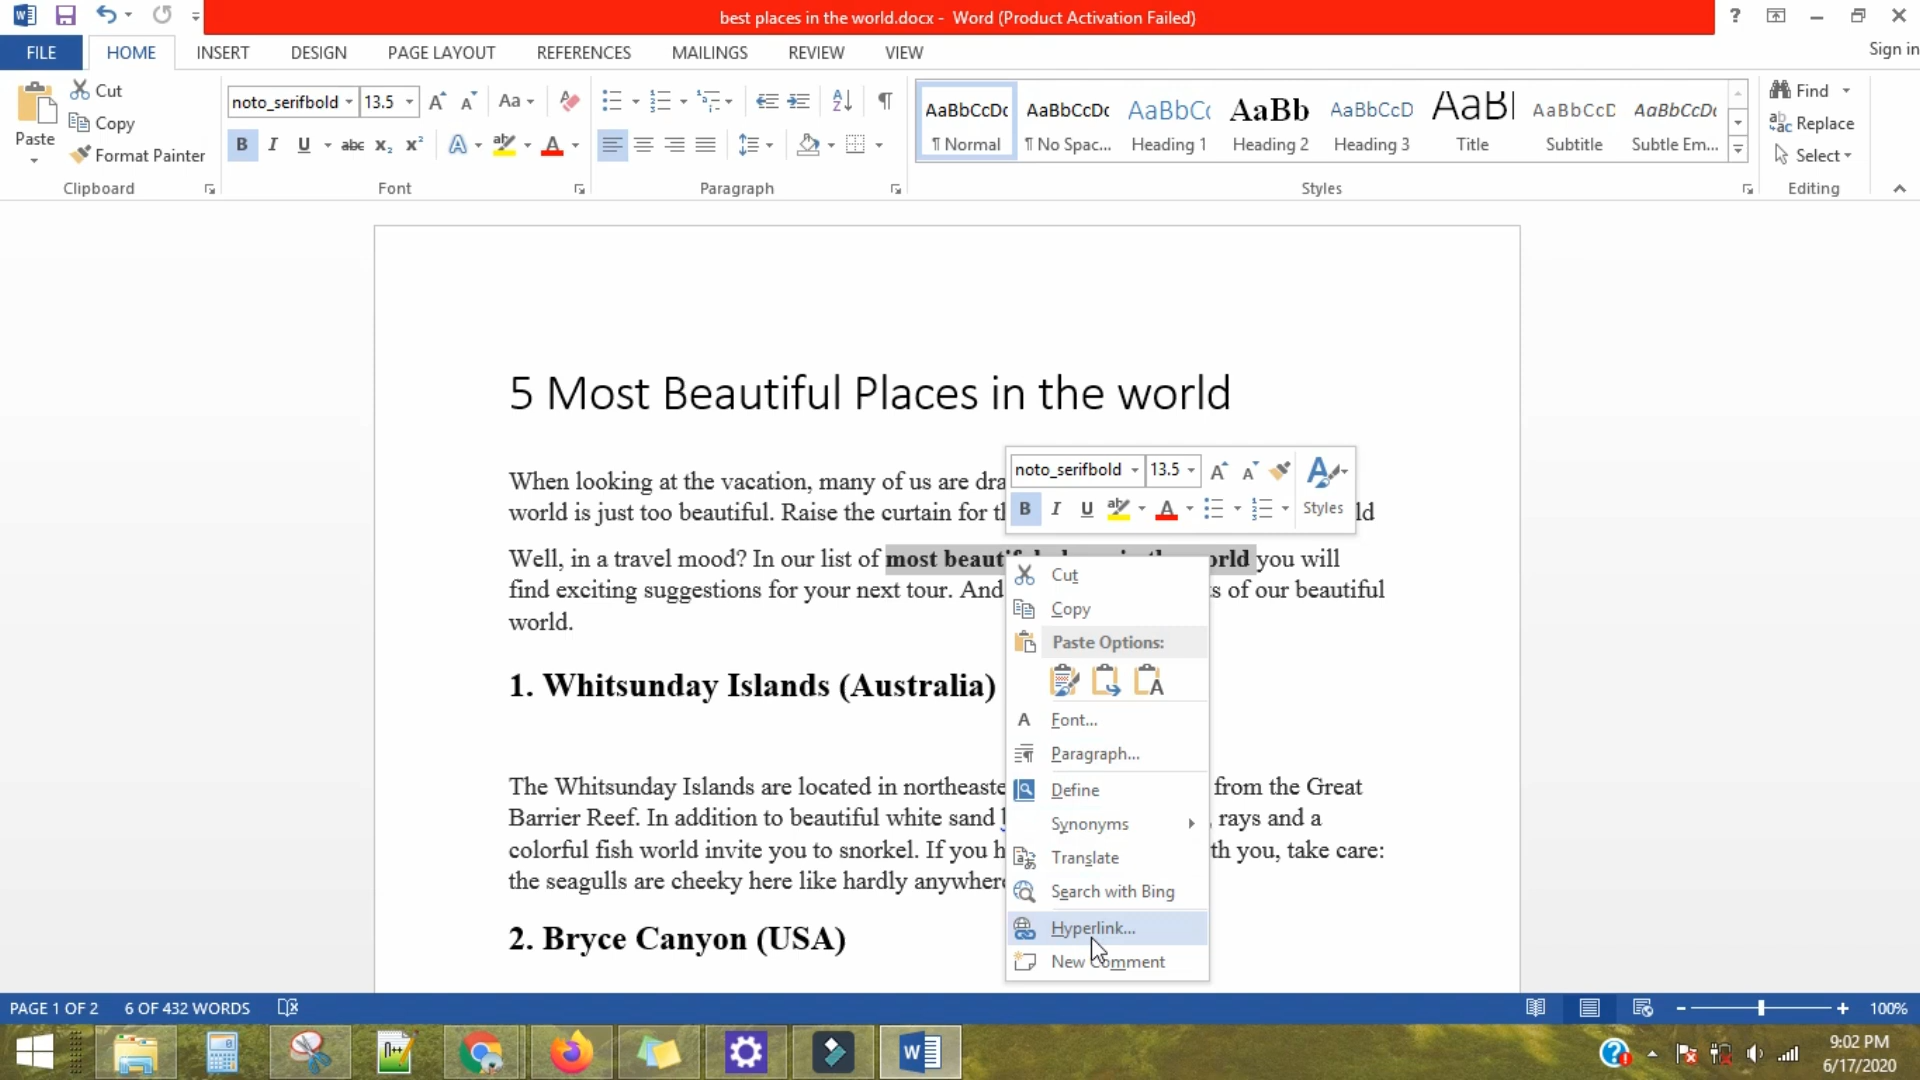 best places in the world.docx - Word (Product Activation Failed)
?
FILE HOME INSERT DESIGN PAGE LAYOUT REFERENCES MAILINGS REVIEW VIEW
Sign in
Paste
Cut
Copy
Format Painter
Clipboard
noto_serifbold 13.5
Aa
B I U abc X₂ X²
A
Font
Paragraph
AaBbCcDc
¶ Normal
AaBbCcDc
¶ No Spac...
AaBbCc
Heading 1
AaBb
Heading 2
AaBbCcD
Heading 3
AaB
Title
AaBbCcD
Subtitle
AaBbCcDc
Subtle Em...
Styles
Find
Replace
Select
Editing
5 Most Beautiful Places in the world
When looking at the vacation, many of us are
world is just too beautiful. Raise the curtain for
noto_serifbold 13.5
B I U
Styles
Well, in a travel mood? In our list of most you will
find exciting suggestions for your next tour. And of our beautiful
world.
1. Whitsunday Islands (Australia)
The Whitsunday Islands are located in from the Great
Barrier Reef. In addition to beautiful white sand , rays and a
colorful fish world invite you to snorkel. If you you, take care:
the seagulls are cheeky here like hardly
2. Bryce Canyon (USA)
Cut
Copy
Paste Options:
Font...
Paragraph...
Define
Synonyms
Translate
Search with Bing
Hyperlink...
New Comment
PAGE 1 OF 2 6 OF 432 WORDS
100%
9:02 PM
6/17/2020